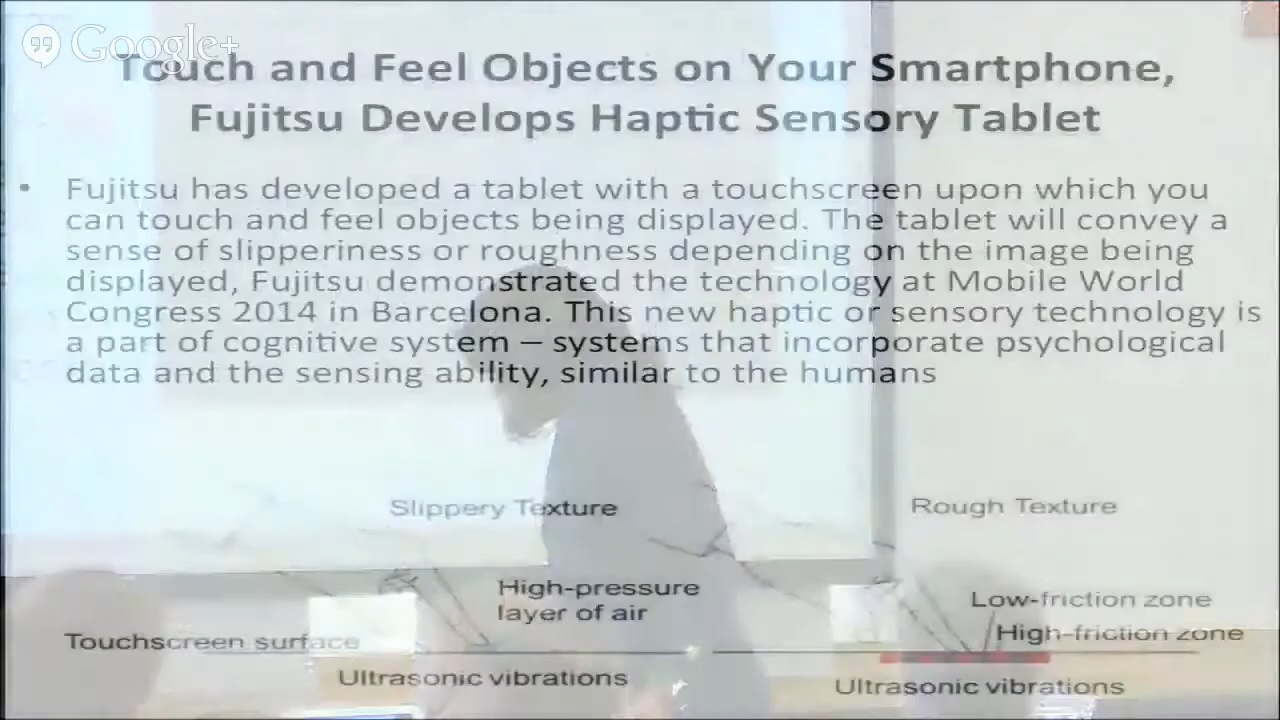 Google+
Touch and Feel Objects on Your Smartphone,
Fujitsu Develops Haptic Sensory Tablet
• Fujitsu has developed a tablet with a touchscreen upon which you
can touch and feel objects being displayed. The tablet will convey a
sense of slipperiness or roughness depending on the image being
displayed, Fujitsu demonstrated the technology at Mobile World
Congress 2014 in Barcelona. This new haptic or sensory technology is
a part of cognitive system – systems that incorporate psychological
data and the sensing ability, similar to the humans
Slippery Texture
Rough Texture
High-pressure
layer of air
Low-friction zone
High-friction zone
Touchscreen surface
Ultrasonic vibrations
Ultrasonic vibrations